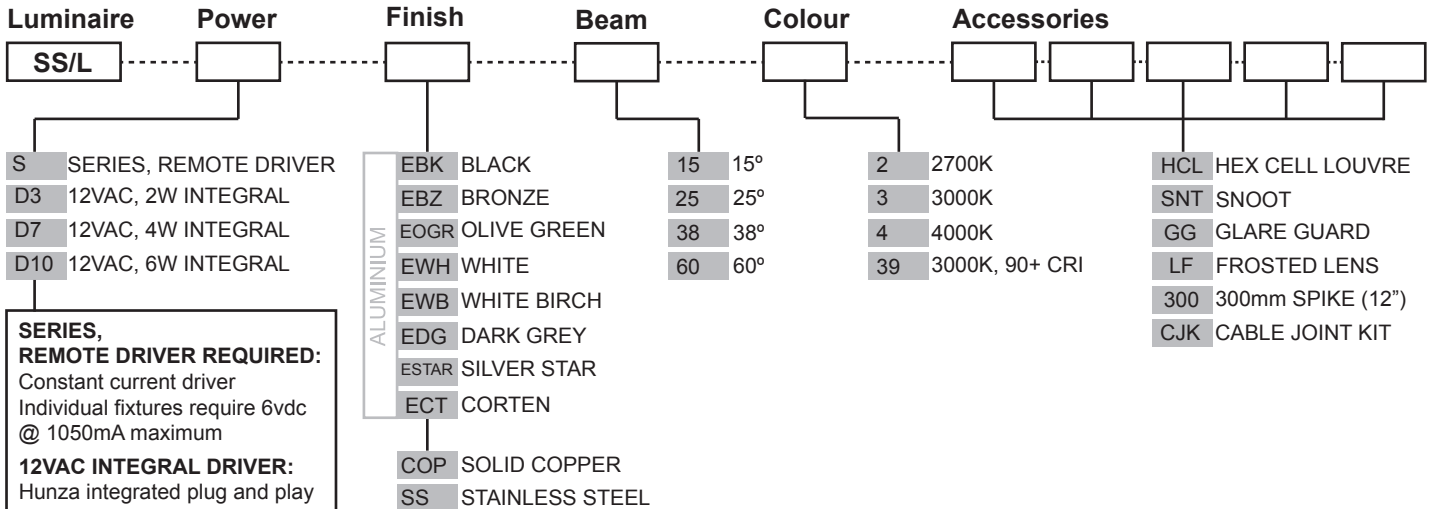 Luminaire Power Finish Beam Colour Accessories
SS/L
S SERIES, REMOTE DRIVER
D3 12VAC, 2W INTEGRAL
D7 12VAC, 4W INTEGRAL
D10 12VAC, 6W INTEGRAL
SERIES,
REMOTE DRIVER REQUIRED:
Constant current driver
Individual fixtures require 6vdc
@ 1050mA maximum
12VAC INTEGRAL DRIVER:
Hunza integrated plug and play
ALUMINIUM
EBK BLACK
EBZ BRONZE
EOGR OLIVE GREEN
EWH WHITE
EWB WHITE BIRCH
EDG DARK GREY
ESTAR SILVER STAR
ECT CORTEN
COP SOLID COPPER
SS STAINLESS STEEL
15 15º
25 25º
38 38º
60 60º
2 2700K
3 3000K
4 4000K
39 3000K, 90+ CRI
HCL HEX CELL LOUVRE
SNT SNOOT
GG GLARE GUARD
LF FROSTED LENS
300 300mm SPIKE (12”)
CJK CABLE JOINT KIT